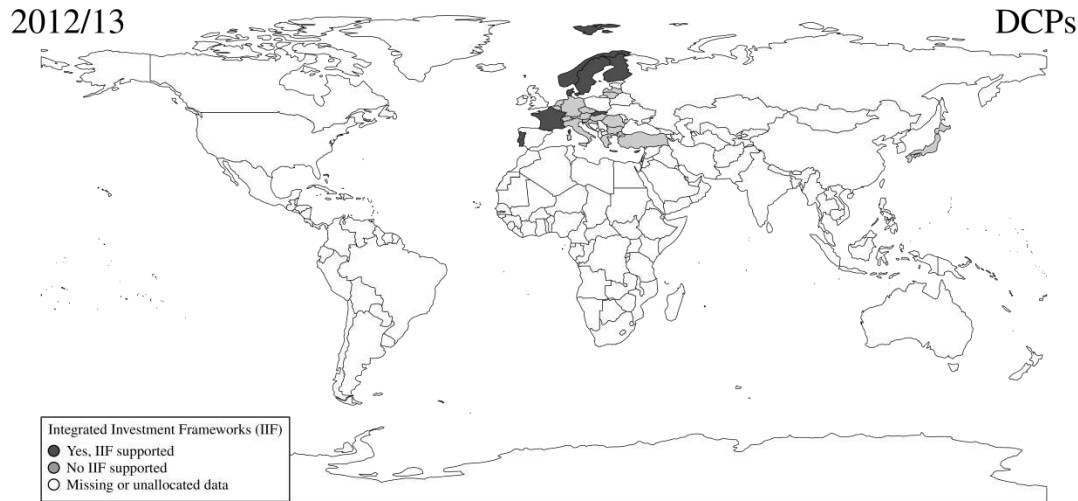 2012/13
DCPs
Integrated Investment Frameworks (IIF)
Yes, IIF supported
No IIF supported
Missing or unallocated data